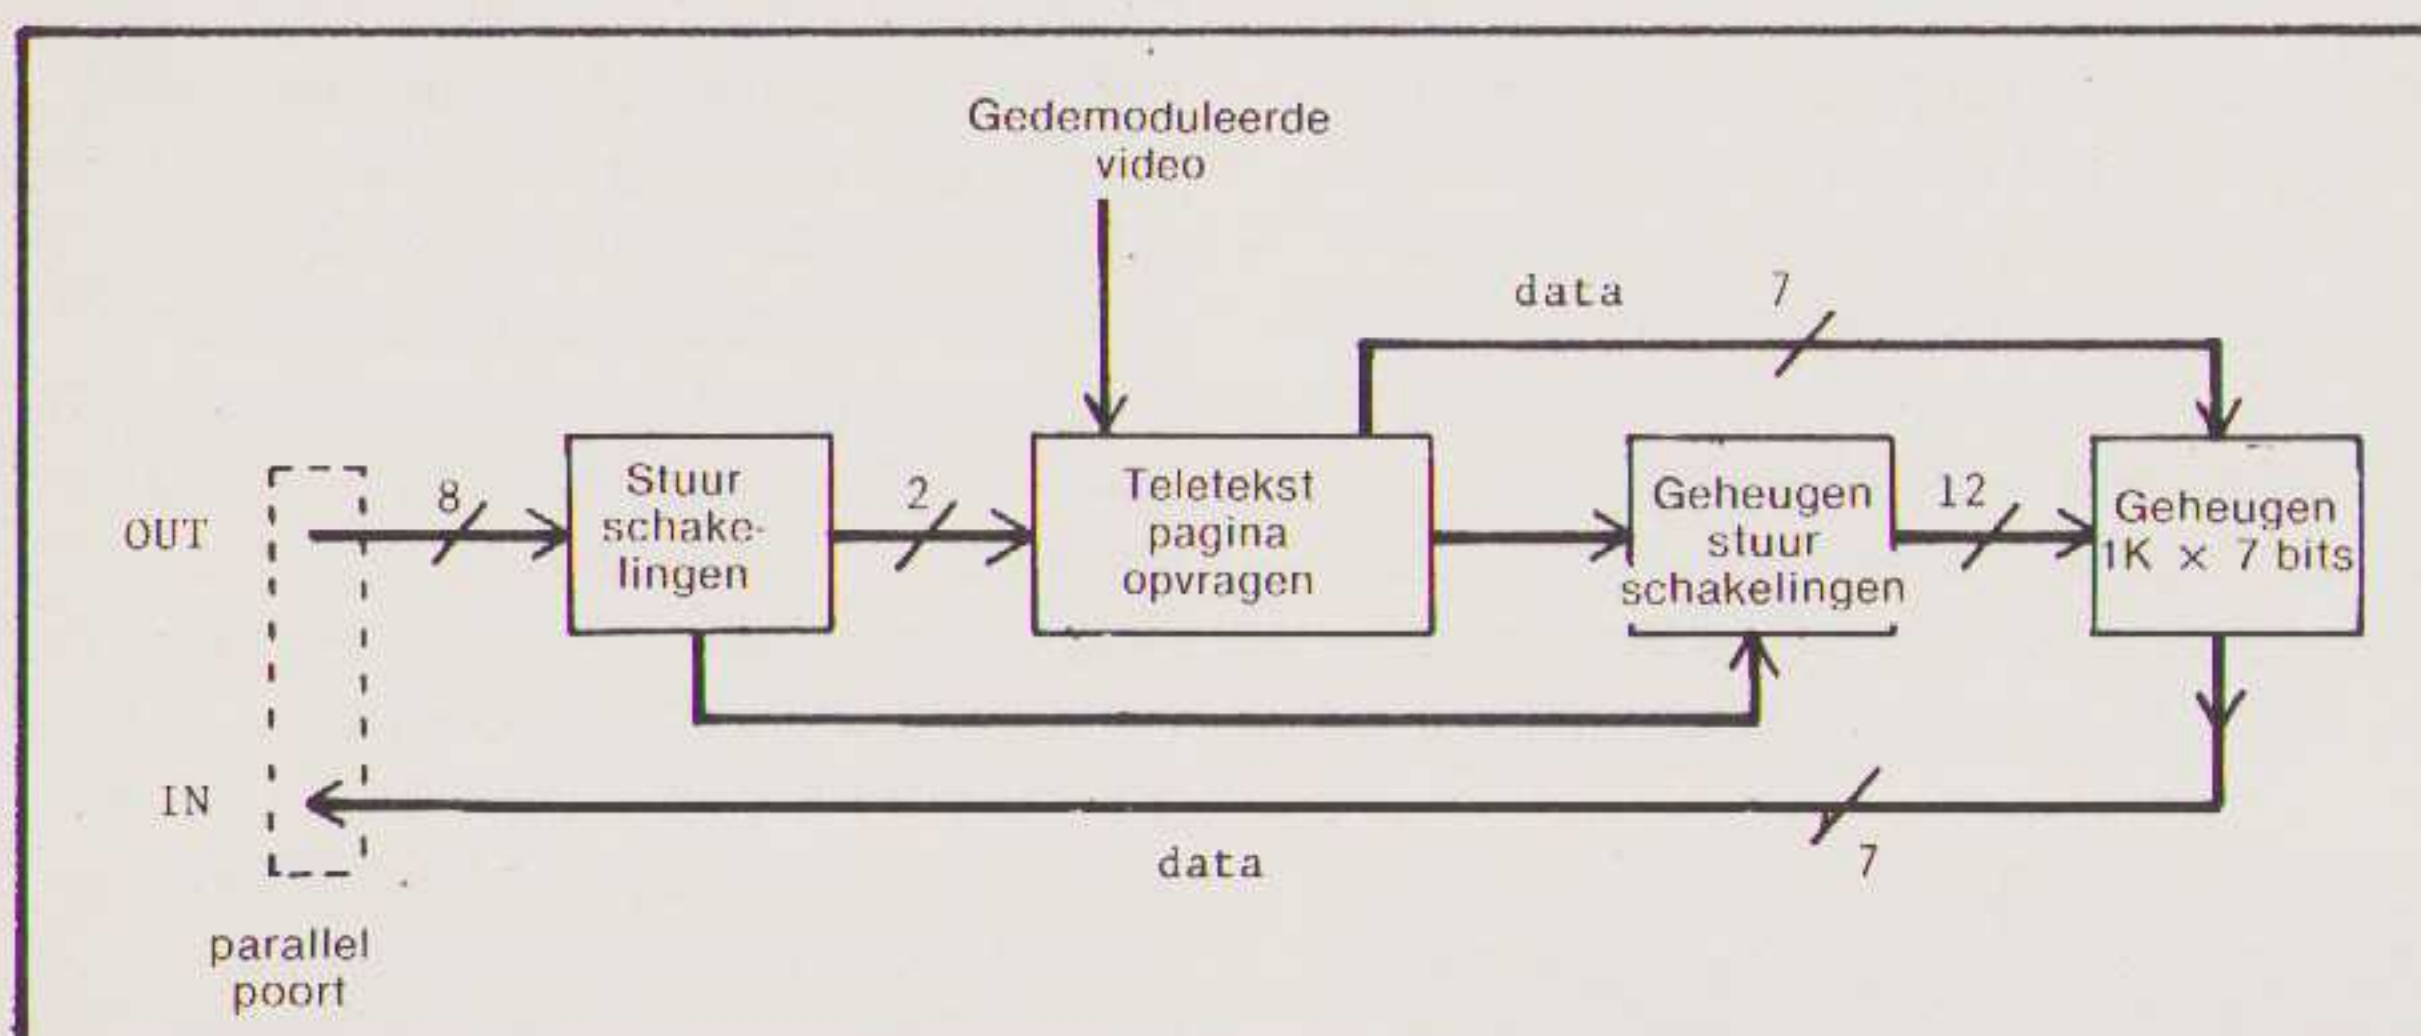 Gedemoduleerde
video
data
7
OUT
8
Stuur
schake-
lingen
2
Teletekst
pagina
opvragen
Geheugen
stuur
schakelingen
12
Geheugen
1K × 7 bits
IN
data
7
parallel
poort